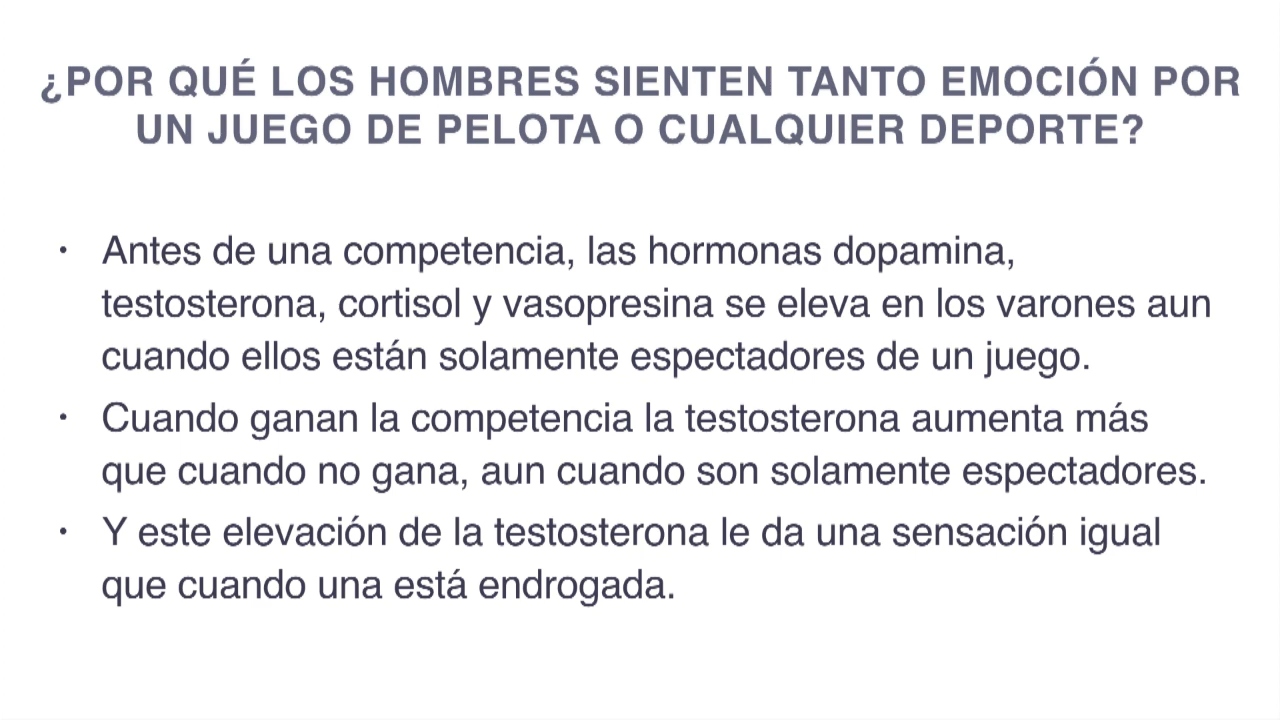 ¿POR QUÉ LOS HOMBRES SIENTEN TANTO EMOCIÓN POR
UN JUEGO DE PELOTA O CUALQUIER DEPORTE?
• Antes de una competencia, las hormonas dopamina,
testosterona, cortisol y vasopresina se eleva en los varones aun
cuando ellos están solamente espectadores de un juego.
• Cuando ganan la competencia la testosterona aumenta más
que cuando no gana, aun cuando son solamente espectadores.
• Y este elevación de la testosterona le da una sensación igual
que cuando una está endrogada.